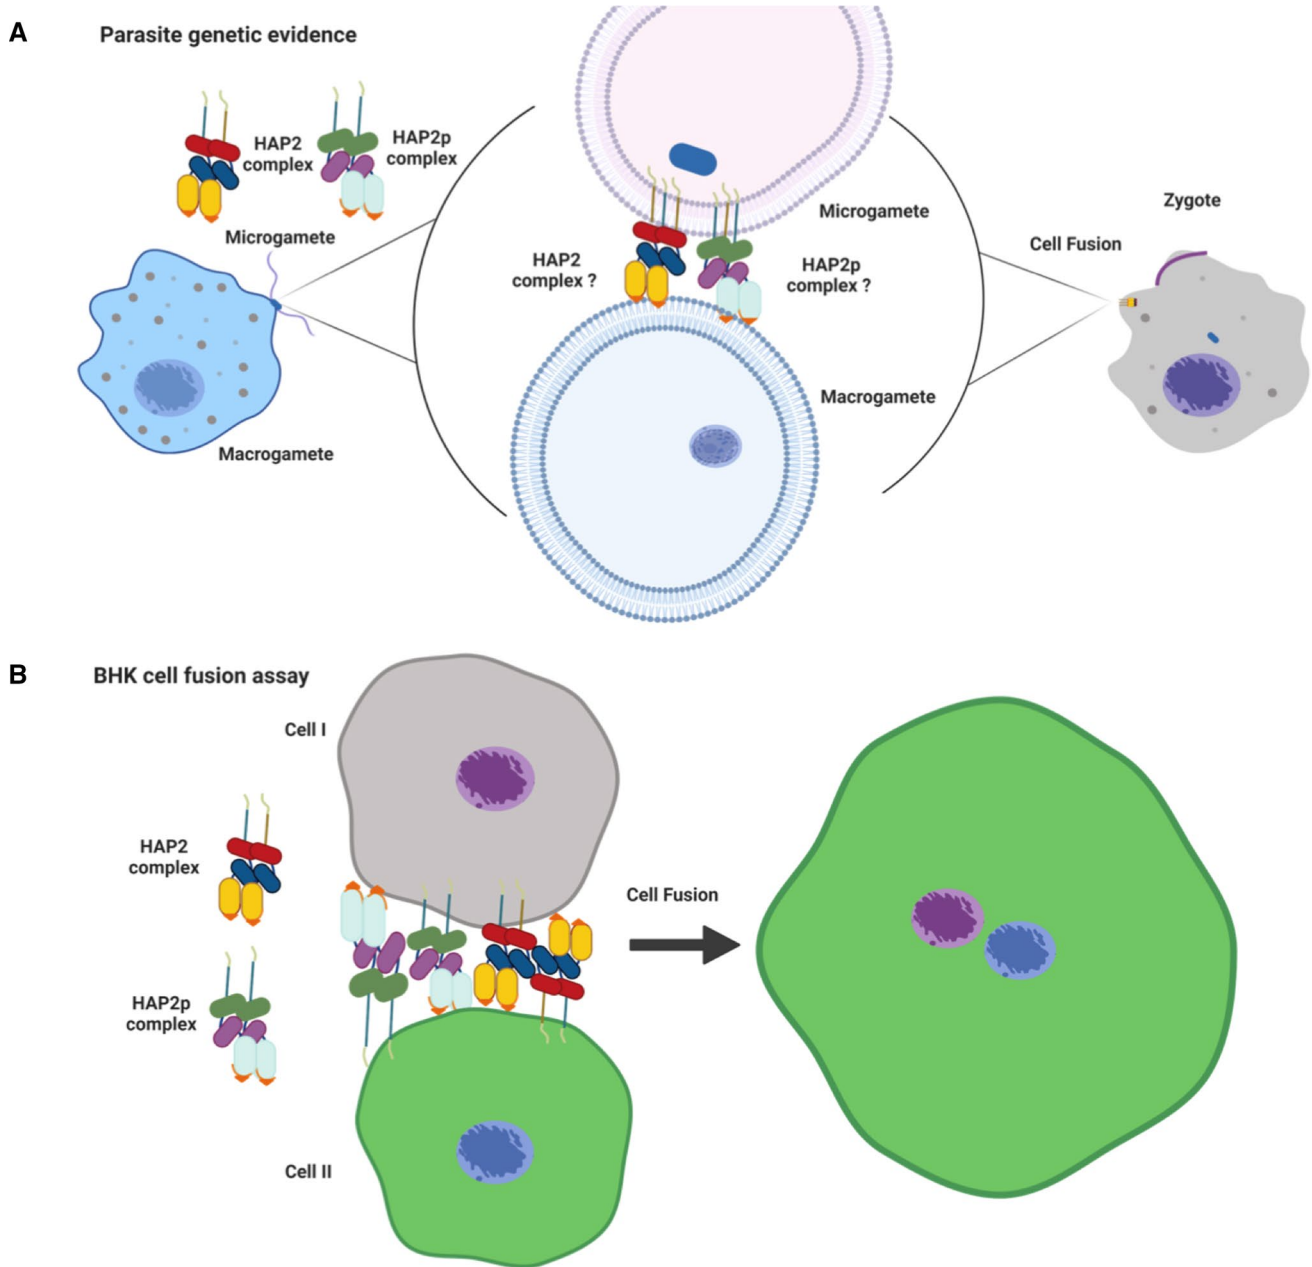 A
Parasite genetic evidence
HAP2
complex
HAP2p
complex
Microgamete
Macrogamete
HAP2
complex ?
HAP2p
complex ?
Microgamete
Macrogamete
Cell Fusion
Zygote
B
BHK cell fusion assay
Cell I
HAP2
complex
HAP2p
complex
Cell II
Cell Fusion